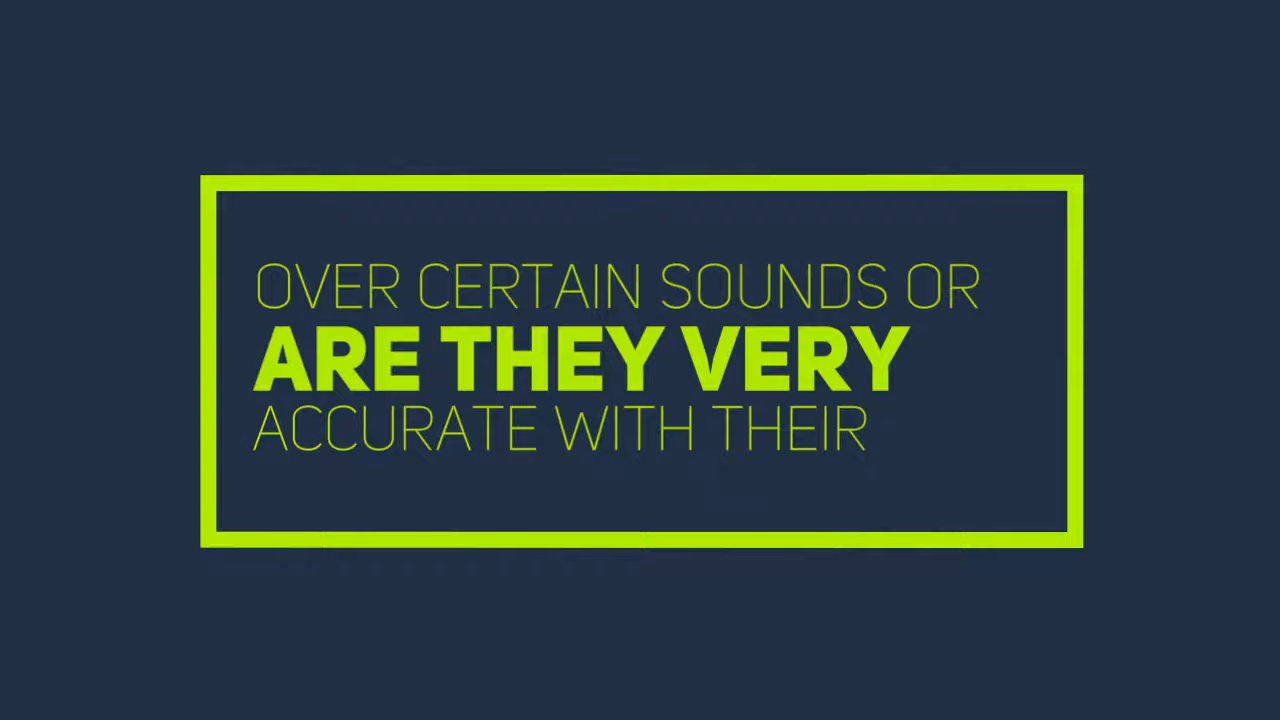 OVER CERTAIN SOUNDS OR
ARE THEY VERY
ACCURATE WITH THEIR